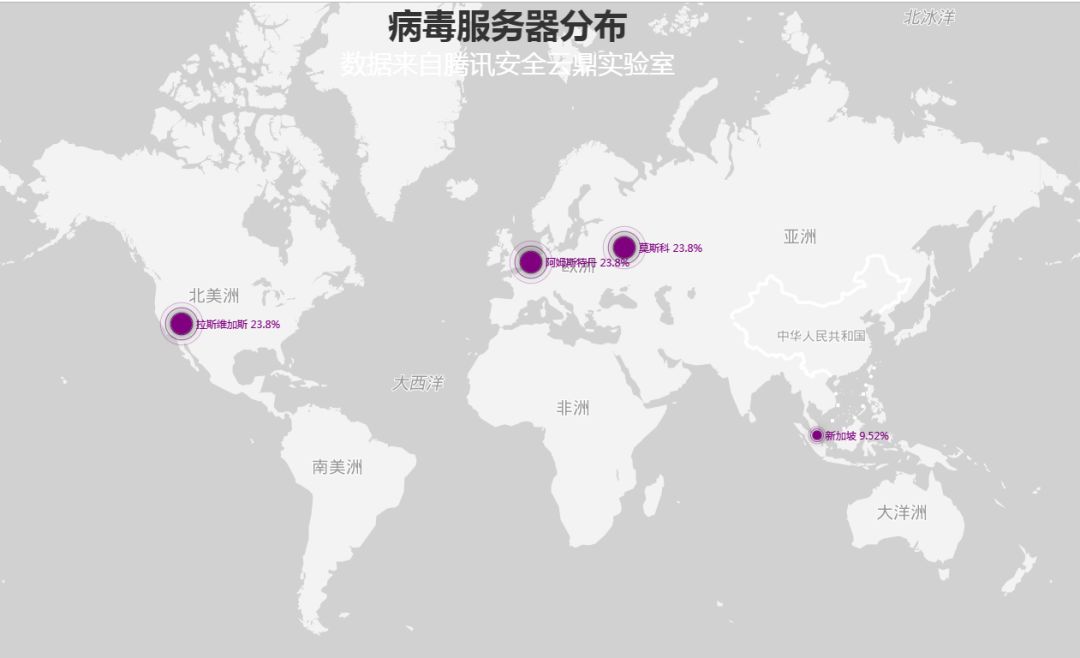 病毒服务器分布
北冰洋
数据来自腾讯安全云鼎实验室
亚洲
莫斯科 23.8%
阿姆斯特丹 23.8%
欧洲
北美洲
拉斯维加斯 23.8%
中华人民共和国
大西洋
非洲
新加坡 9.52%
南美洲
大洋洲